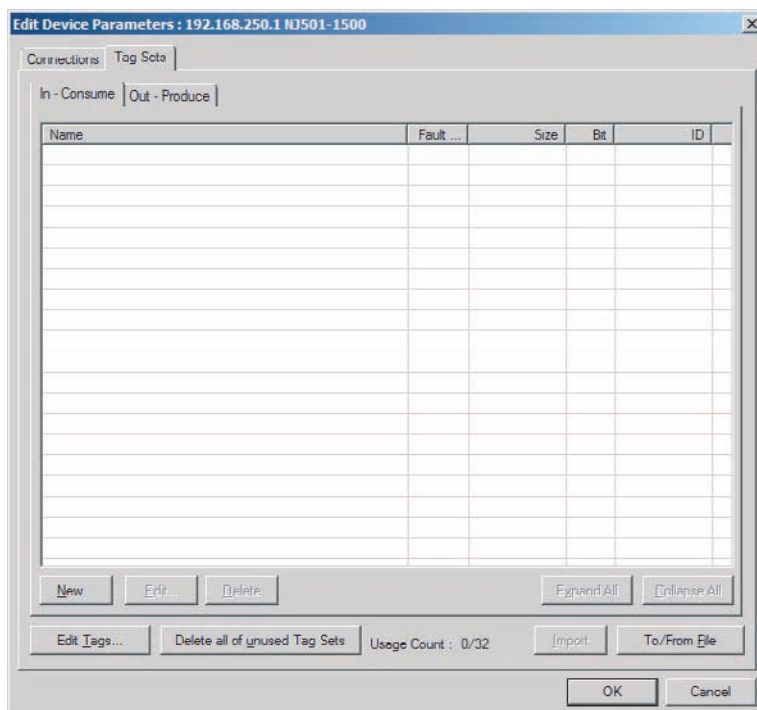 Edit Device Parameters : 192.168.250.1 NJ501-1500
Connections Tag Sets
In - Consume Out - Produce
Name Fault ... Size Bit ID
New Edit... Delete Expand All Collapse All
Edit Tags... Delete all of unused Tag Sets Usage Count : 0/32 Import To/From File
OK Cancel